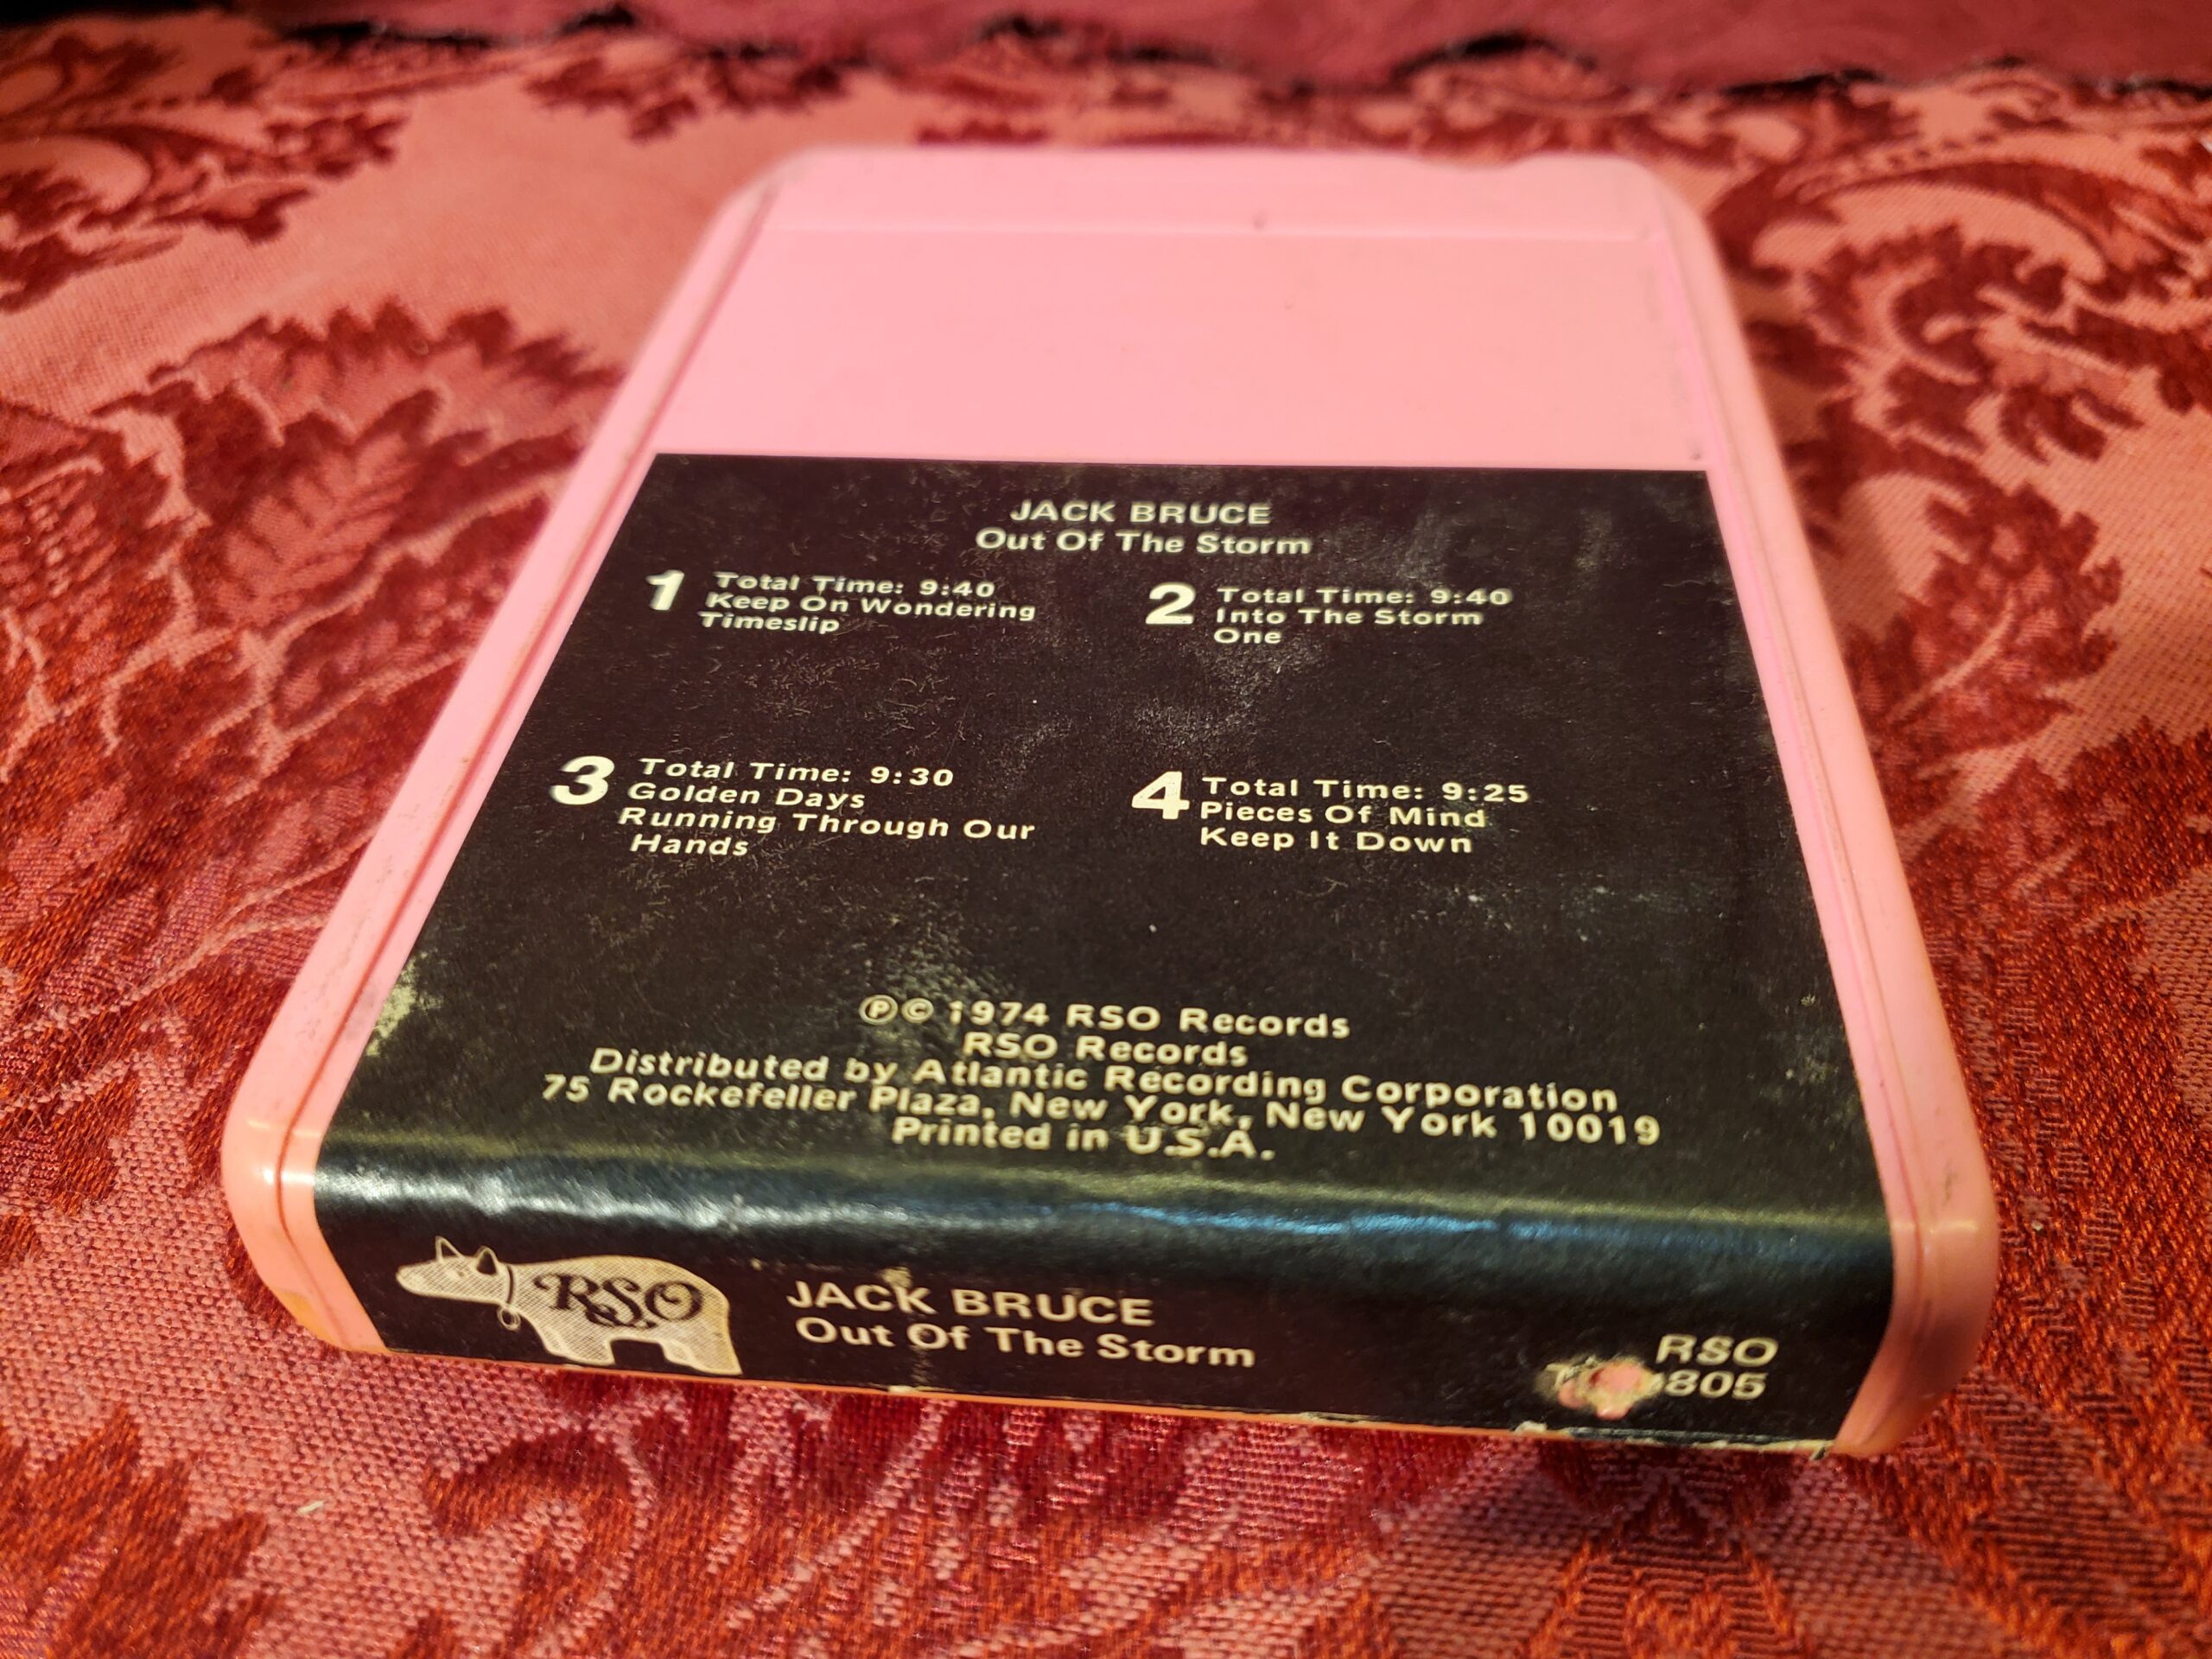 JACK BRUCE
Out Of The Storm
1 Total Time: 9:40
Keep On Wondering
Timeslip
2 Total Time: 9:40
Into The Storm
One
3 Total Time: 9:30
Golden Days
Running Through Our
Hands
4 Total Time: 9:25
Pieces Of Mind
Keep It Down
℗© 1974 RSO Records
RSO Records
Distributed by Atlantic Recording Corporation
75 Rockefeller Plaza, New York, New York 10019
Printed in U.S.A.
RSO
JACK BRUCE
Out Of The Storm
RSO